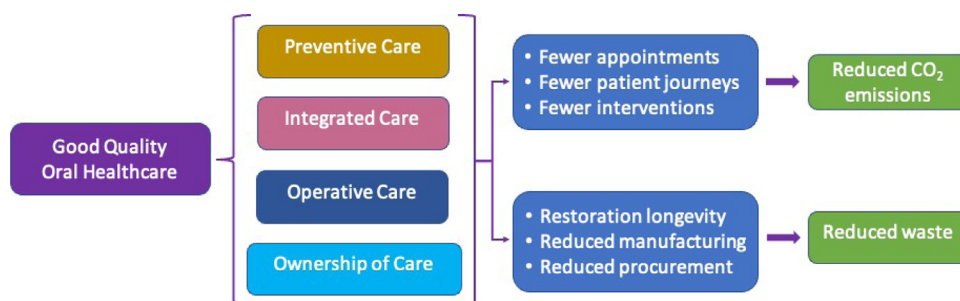 Good Quality
Oral Healthcare
Preventive Care
Integrated Care
Operative Care
Ownership of Care
• Fewer appointments
• Fewer patient journeys
• Fewer interventions
Reduced CO₂
emissions
• Restoration longevity
• Reduced manufacturing
• Reduced procurement
Reduced waste